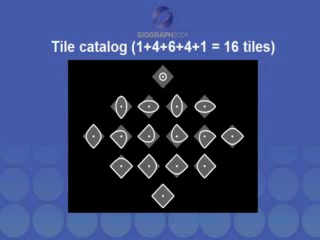 SIGGRAPH2004
Tile catalog (1+4+6+4+1 = 16 tiles)